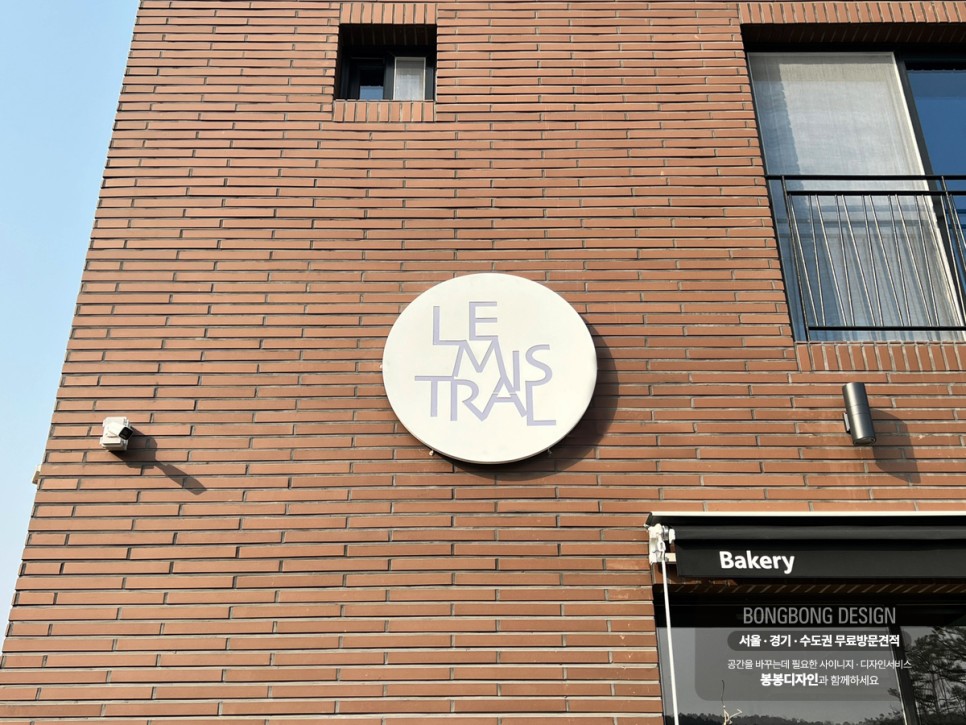 LE
MIS
TRAL
Bakery
BONGBONG DESIGN
서울 · 경기 · 수도권 무료방문견적
공간을 바꾸는데 필요한 사이니지 · 디자인서비스
봉봉디자인과 함께하세요